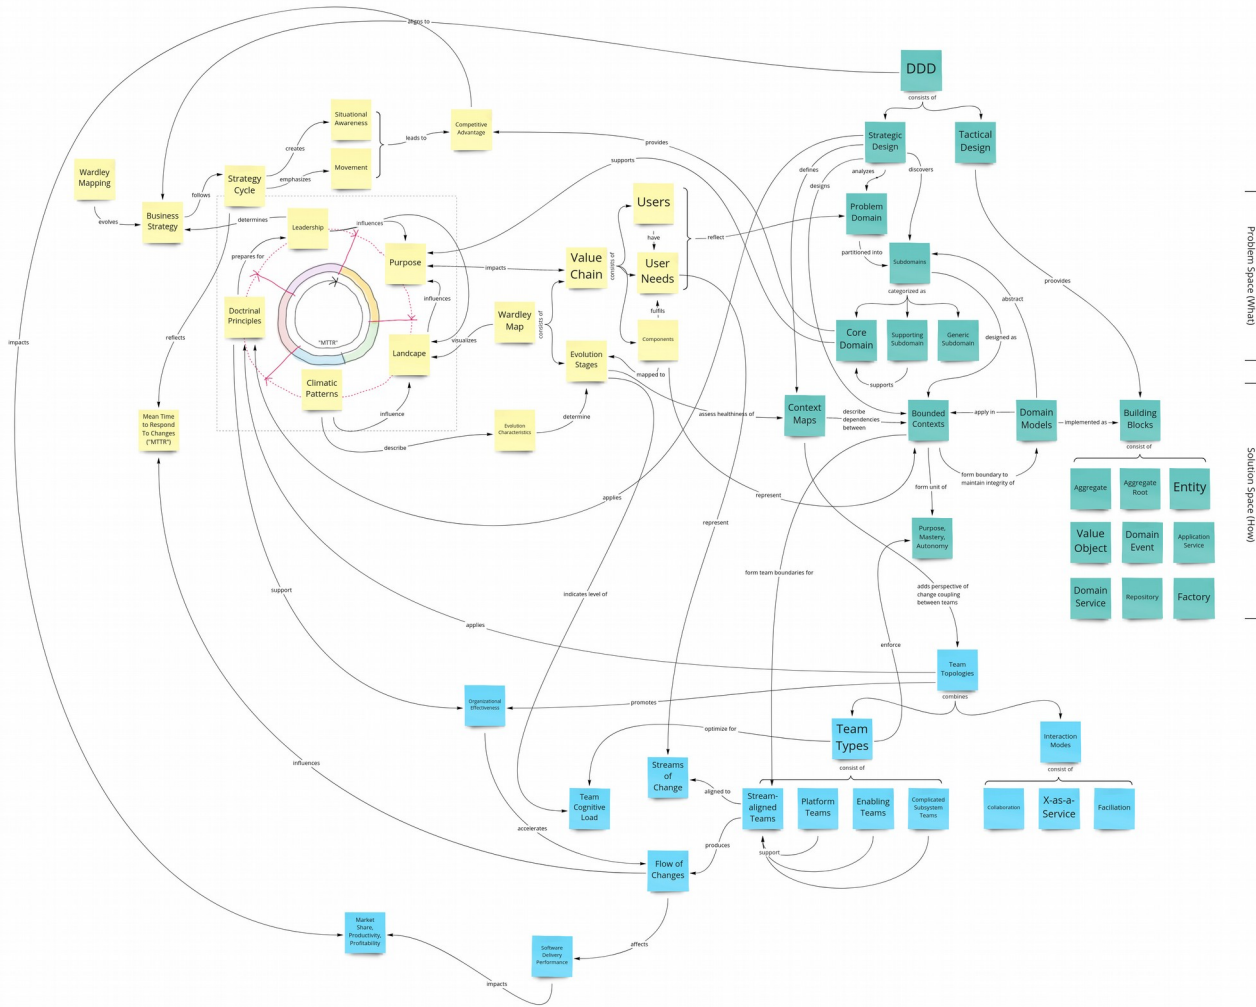 aligns to
DDD
consists of
Situational
Awareness
Competitive
Advantage
creates
leads to
Strategic
Design
Tactical
Design
provides
supports
defines
designs
analyzes
discovers
Wardley
Mapping
Strategy
Cycle
emphasizes
Movement
follows
evolves
Business
Strategy
determines
Leadership
influences
Users
have
Problem
Domain
reflect
partitioned into
prepares for
Purpose
impacts
Value
Chain
consists of
User
Needs
Subdomains
categorized as
abstract
proovides
Problem Space (What)
influences
fulfils
Doctrinal
Principles
"MTTR"
Landcape
visualizes
Wardley
Map
consists of
Components
Core
Domain
Supporting
Subdomain
Generic
Subdomain
designed as
impacts
reflects
Evolution
Stages
mapped to
supports
Climatic
Patterns
influence
Mean Time
to Respond
To Changes
("MTTR")
describe
Evolution
Characteristics
determine
assess healthiness of
Context
Maps
describe
dependencies
between
Bounded
Contexts
apply in
Domain
Models
implemented as
Building
Blocks
consist of
form boundary to
maintain integrity of
form unit of
represent
applies
represent
Aggregate
Aggregate
Root
Entity
Value
Object
Domain
Event
Application
Service
Domain
Service
Repository
Factory
Solution Space (How)
Purpose,
Mastery,
Autonomy
form team boundaries for
adds perspective of
change coupling
between teams
support
indicates level of
applies
enforce
Team
Topologies
combines
promotes
Organizational
Effectiveness
optimize for
Team
Types
consist of
Interaction
Modes
consist of
influences
Streams
of
Change
aligned to
Team
Cognitive
Load
Stream-
aligned
Teams
Platform
Teams
Enabling
Teams
Complicated
Subsystem
Teams
Collaboration
X-as-a-
Service
Faciliation
accelerates
produces
support
Flow of
Changes
affects
Market
Share,
Productivity,
Profitability
Software
Delivery
Performance
impacts